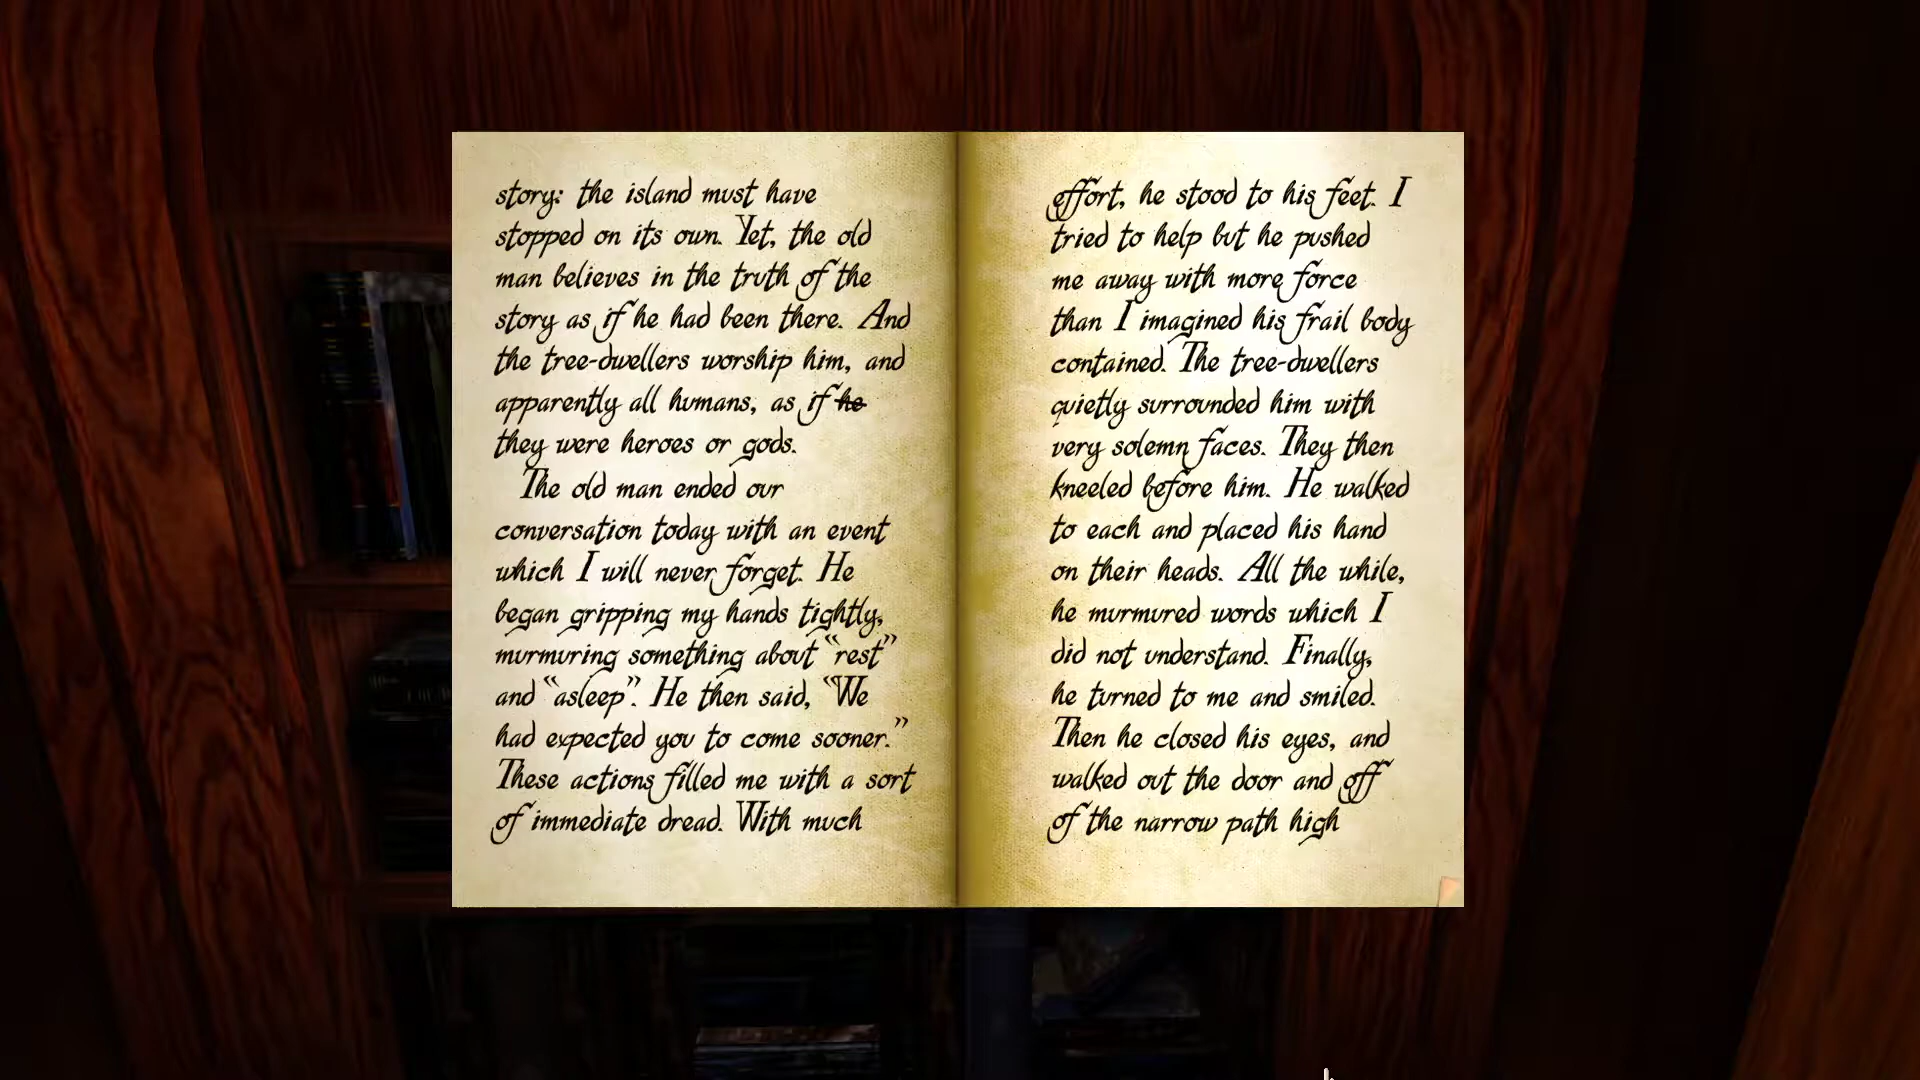 story: the island must have
stopped on its own. Yet, the old
man believes in the truth of the
story as if he had been there. And
the tree-dwellers worship him, and
apparently all humans, as if he
they were heroes or gods.
The old man ended our
conversation today with an event
which I will never forget. He
began gripping my hands tightly,
murmuring something about "rest"
and "asleep". He then said, "We
had expected you to come sooner."
These actions filled me with a sort
of immediate dread. With much
effort, he stood to his feet. I
tried to help but he pushed
me away with more force
than I imagined his frail body
contained. The tree-dwellers
quietly surrounded him with
very solemn faces. They then
kneeled before him. He walked
to each and placed his hand
on their heads. All the while,
he murmured words which I
did not understand. Finally,
he turned to me and smiled.
Then he closed his eyes, and
walked out the door and off
of the narrow path high